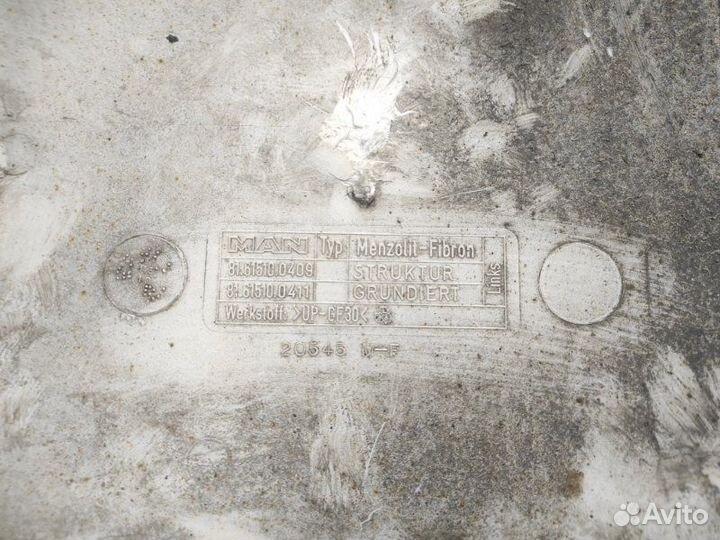 MAN Typ: Menzolit-Fibron
81.61510.0409 STRUKTUR
81.61510.0411 GRUNDIERT
Links
Werkstoff: >UP-GF30<
20545 M-F
Avito